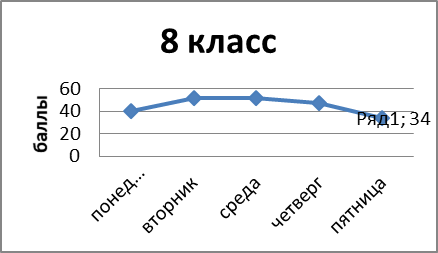 8 класс
баллы
60
40
20
0
Ряд1; 34
понед...
вторник
среда
четверг
пятница